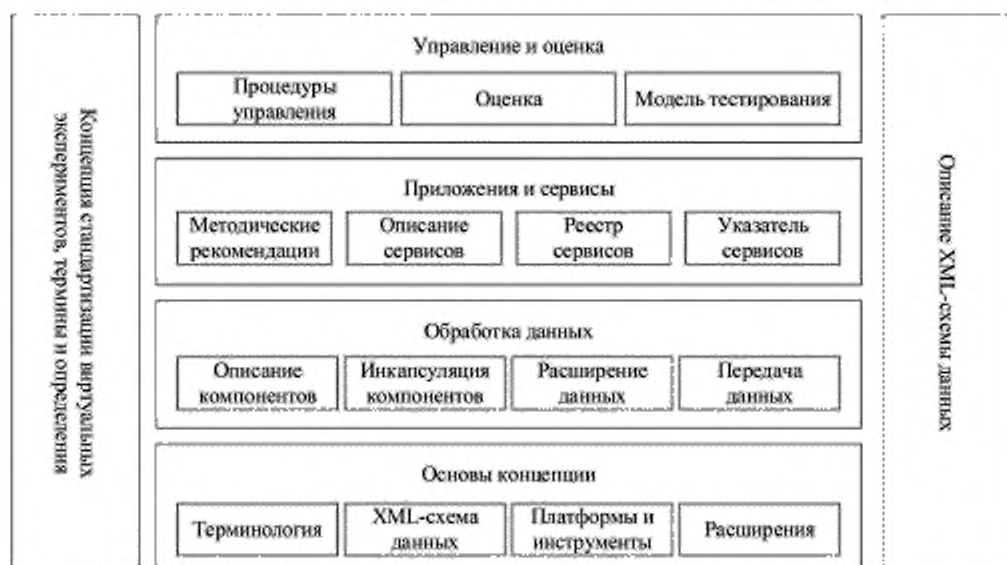 Концепция стандартизации виртуальных
экспериментов, термины и определения
Управление и оценка
Процедуры
управления
Оценка
Модель тестирования
Приложения и сервисы
Методические
рекомендации
Описание
сервисов
Реестр
сервисов
Указатель
сервисов
Обработка данных
Описание
компонентов
Инкапсуляция
компонентов
Расширение
данных
Передача
данных
Основы концепции
Терминология
XML-схема
данных
Платформы и
инструменты
Расширения
Описание XML-схемы данных